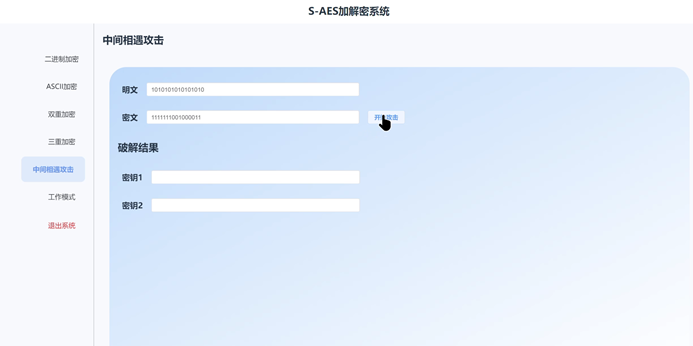 S-AES加解密系统
二进制加密
ASCII加密
双重加密
三重加密
中间相遇攻击
工作模式
退出系统
中间相遇攻击
明文 1010101010101010
密文 1111111001000011 开始攻击
破解结果
密钥1
密钥2